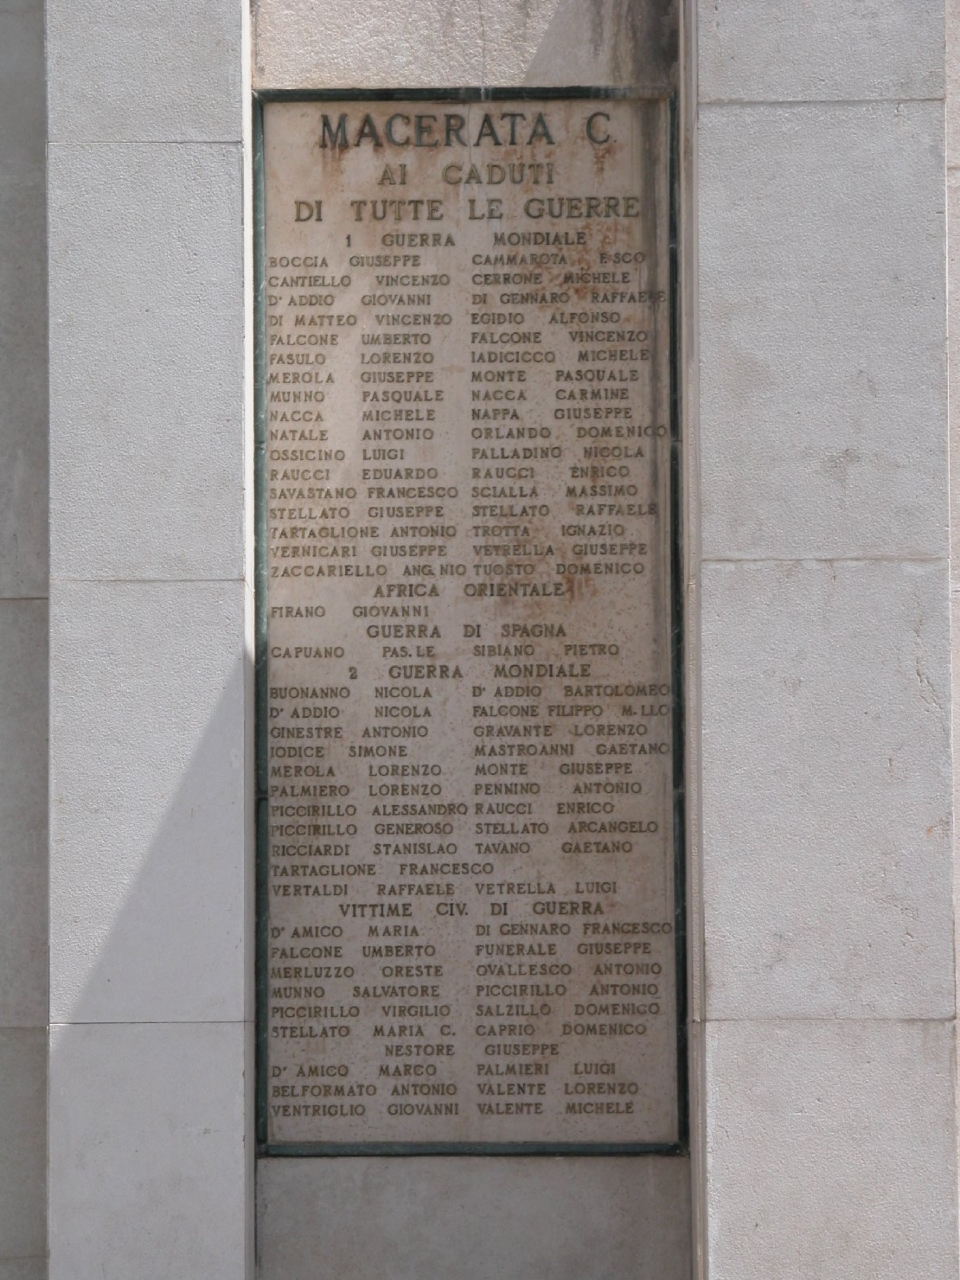 MACERATA C.
AI CADUTI
DI TUTTE LE GUERRE
1 GUERRA MONDIALE
BOCCIA GIUSEPPE CAMMAROTA
CANTIELLO VINCENZO CERRONE MICHELE
D'ADDIO GIOVANNI DI GENNARO RAFFAELE
DI MATTEO VINCENZO EGIDIO ALFONSO
FALCONE UMBERTO FALCONE VINCENZO
FASULO LORENZO IADICICCO MICHELE
MEROLA GIUSEPPE MONTE PASQUALE
MUNNO PASQUALE NACCA CARMINE
NACCA MICHELE NAPPA GIUSEPPE
NATALE ANTONIO ORLANDO DOMENICO
OSSICINO LUIGI PALLADINO NICOLA
RAUCCI EDUARDO RAUCCI ENRICO
SAVASTANO FRANCESCO SCIALLA MASSIMO
STELLATO GIUSEPPE STELLATO RAFFAELE
TARTAGLIONE ANTONIO TROTTA IGNAZIO
VERNICARI GIUSEPPE VETRELLA GIUSEPPE
ZACCARIELLO ANG.NIO TUOSTO DOMENICO
AFRICA ORIENTALE
FIRANO GIOVANNI
GUERRA DI SPAGNA
CAPUANO PAS.LE SIBIANO PIETRO
2 GUERRA MONDIALE
BUONANNO NICOLA D'ADDIO BARTOLOMEO
D'ADDIO NICOLA FALCONE FILIPPO M.LLO
GINESTRE ANTONIO GRAVANTE LORENZO
IODICE SIMONE MASTROANNI GAETANO
MEROLA LORENZO MONTE GIUSEPPE
PALMIERO LORENZO PENNINO ANTONIO
PICCIRILLO ALESSANDRO RAUCCI ENRICO
PICCIRILLO GENEROSO STELLATO ARCANGELO
RICCIARDI STANISLAO TAVANO GAETANO
TARTAGLIONE FRANCESCO
VERTALDI RAFFAELE VETRELLA LUIGI
VITTIME CIV. DI GUERRA
D'AMICO MARIA DI GENNARO FRANCESCO
FALCONE UMBERTO FUNERALE GIUSEPPE
MERLUZZO ORESTE OVALLESCO ANTONIO
MUNNO SALVATORE PICCIRILLO ANTONIO
PICCIRILLO VIRGILIO SALZILLO DOMENICO
STELLATO MARIA C. CAPRIO DOMENICO
NESTORE GIUSEPPE
D'AMICO MARCO PALMIERI LUIGI
BELFORMATO ANTONIO VALENTE LORENZO
VENTRIGLIO GIOVANNI VALENTE MICHELE